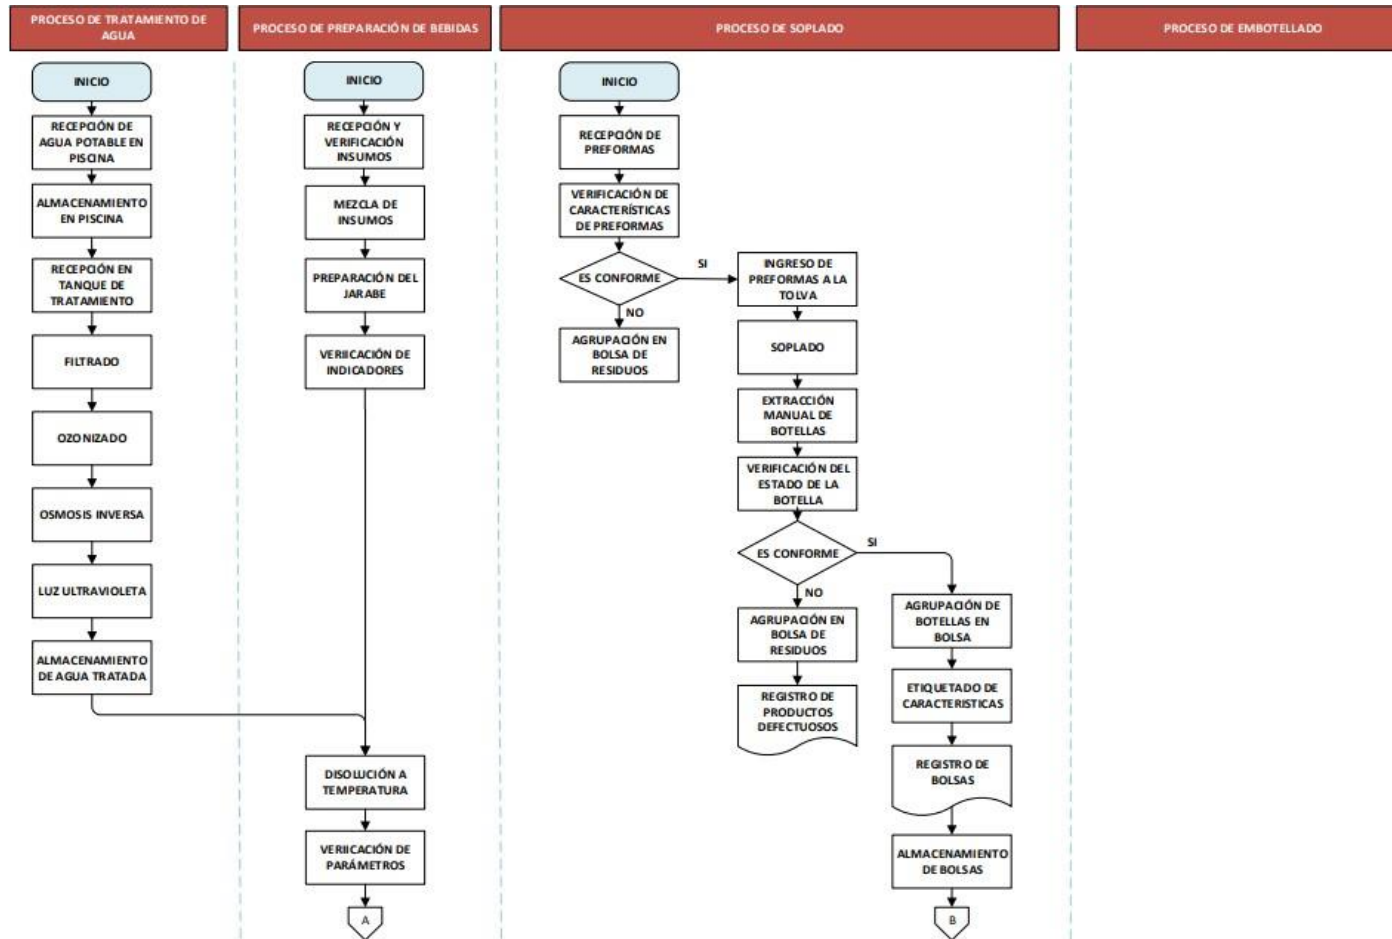 PROCESO DE TRATAMIENTO DE
AGUA
PROCESO DE PREPARACIÓN DE BEBIDAS
PROCESO DE SOPLADO
PROCESO DE EMBOTELLADO
INICIO
RECEPCIÓN DE
AGUA POTABLE EN
PISCINA
ALMACENAMIENTO
EN PISCINA
RECEPCIÓN EN
TANQUE DE
TRATAMIENTO
FILTRADO
OZONIZADO
OSMOSIS INVERSA
LUZ ULTRAVIOLETA
ALMACENAMIENTO
DE AGUA TRATADA
INICIO
RECEPCIÓN Y
VERIFICACIÓN
INSUMOS
MEZCLA DE
INSUMOS
PREPARACIÓN DEL
JARABE
VERIICACIÓN DE
INDICADORES
DISOLUCIÓN A
TEMPERATURA
VERIICACIÓN DE
PARÁMETROS
A
INICIO
RECEPCIÓN DE
PREFORMAS
VERIFICACIÓN DE
CARACTERÍSTICAS
DE PREFORMAS
ES CONFORME
SI
NO
AGRUPACIÓN EN
BOLSA DE
RESIDUOS
INGRESO DE
PREFORMAS A LA
TOLVA
SOPLADO
EXTRACCIÓN
MANUAL DE
BOTELLAS
VERIFICACIÓN DEL
ESTADO DE LA
BOTELLA
ES CONFORME
SI
NO
AGRUPACIÓN EN
BOLSA DE
RESIDUOS
REGISTRO DE
PRODUCTOS
DEFECTUOSOS
AGRUPACIÓN DE
BOTELLAS EN
BOLSA
ETIQUETADO DE
CARACTERISTICAS
REGISTRO DE
BOLSAS
ALMACENAMIENTO
DE BOLSAS
B